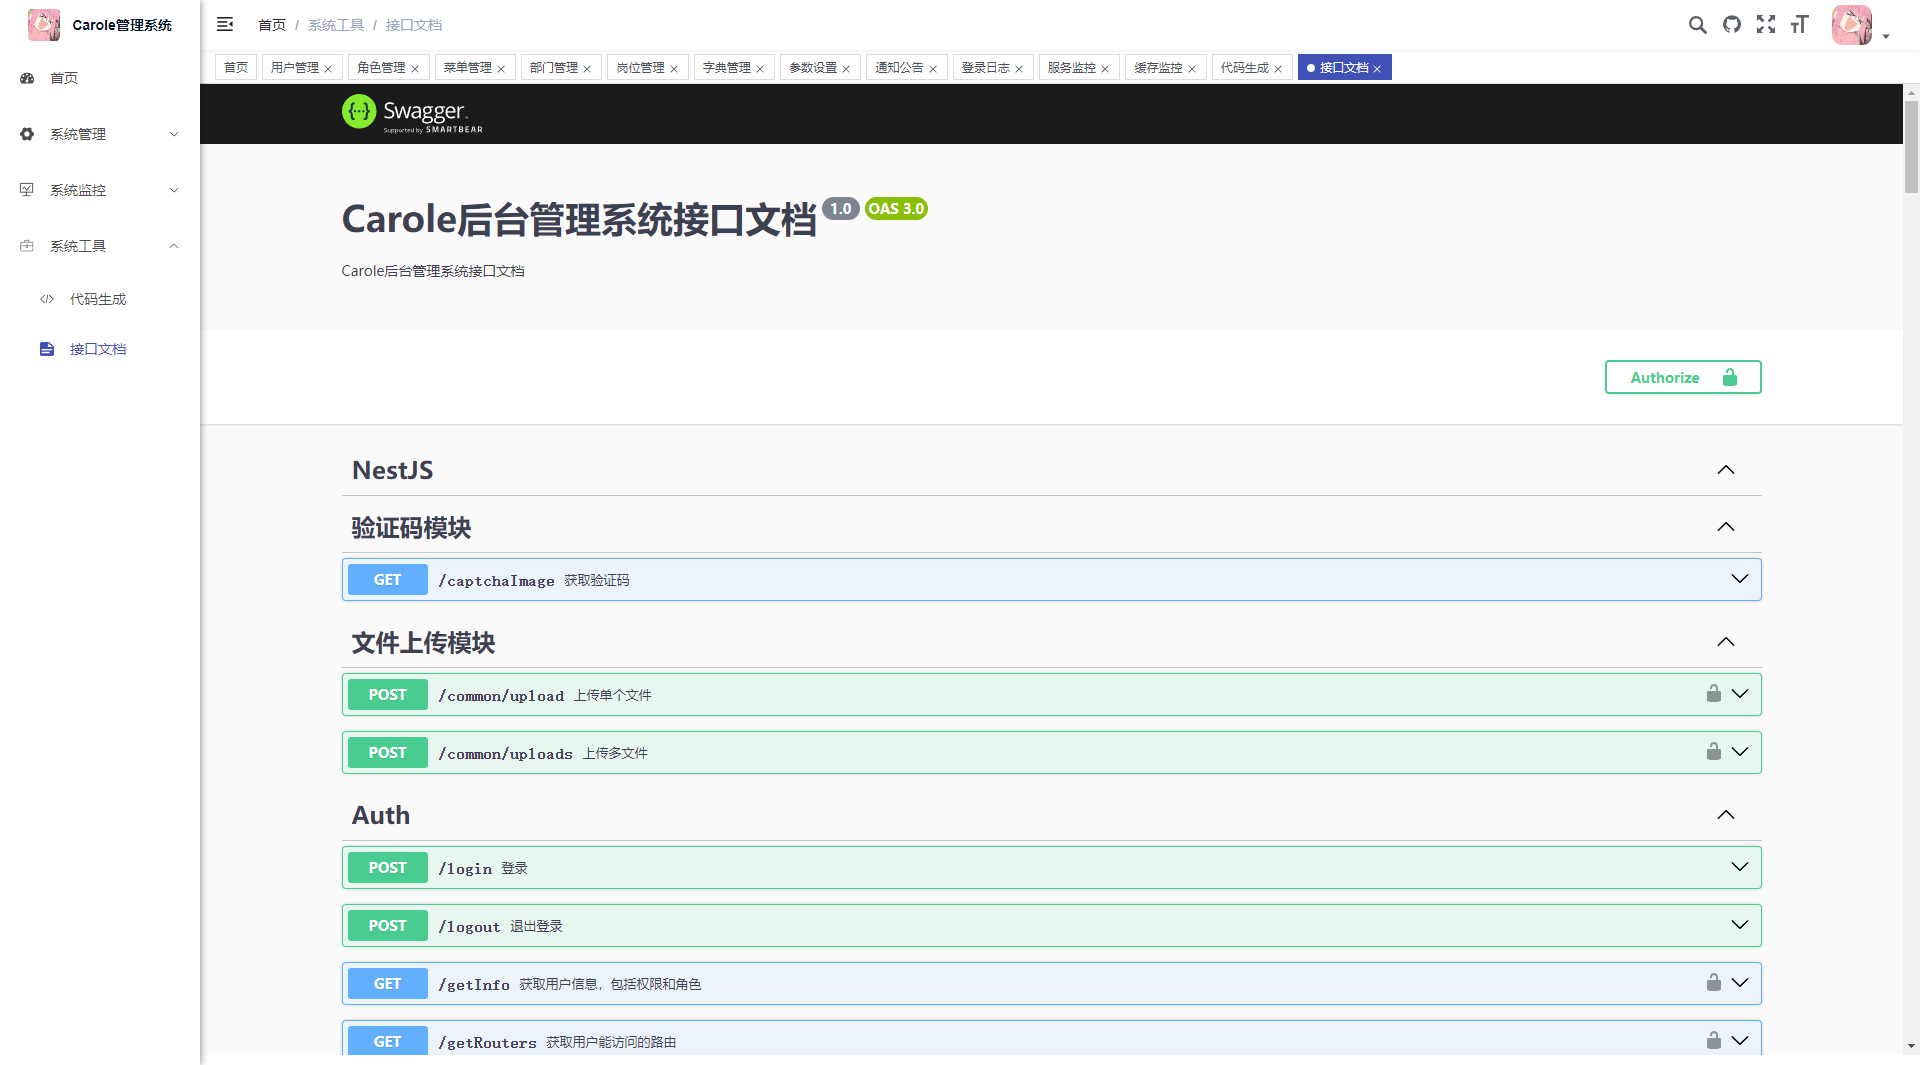 Carole管理系统
首页
系统管理
系统监控
系统工具
代码生成
接口文档
首页 / 系统工具 / 接口文档
首页 用户管理 角色管理 菜单管理 部门管理 岗位管理 字典管理 参数设置 通知公告 登录日志 服务监控 缓存监控 代码生成 接口文档
Swagger
Supported by SMARTBEAR
Carole后台管理系统接口文档 1.0 OAS 3.0
Carole后台管理系统接口文档
Authorize
NestJS
验证码模块
GET /captchaImage 获取验证码
文件上传模块
POST /common/upload 上传单个文件
POST /common/uploads 上传多文件
Auth
POST /login 登录
POST /logout 退出登录
GET /getInfo 获取用户信息，包括权限和角色
GET /getRouters 获取用户能访问的路由